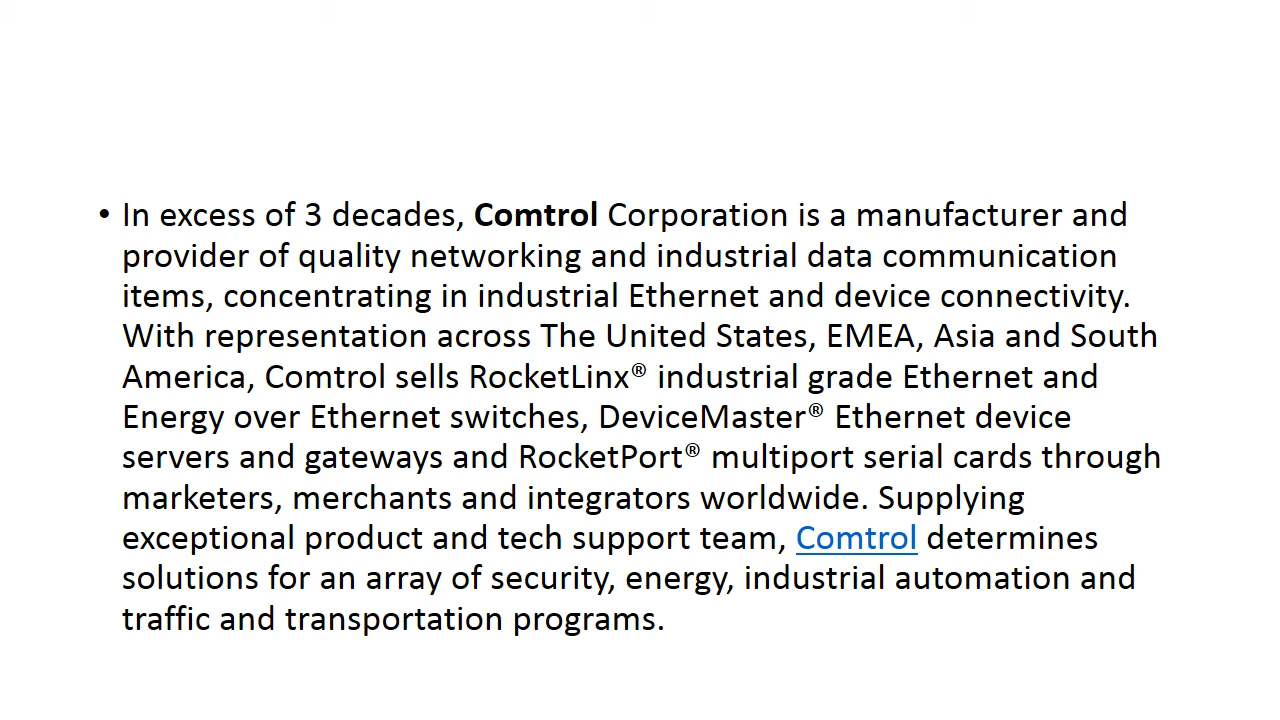 • In excess of 3 decades, Comtrol Corporation is a manufacturer and
provider of quality networking and industrial data communication
items, concentrating in industrial Ethernet and device connectivity.
With representation across The United States, EMEA, Asia and South
America, Comtrol sells RocketLinx® industrial grade Ethernet and
Energy over Ethernet switches, DeviceMaster® Ethernet device
servers and gateways and RocketPort® multiport serial cards through
marketers, merchants and integrators worldwide. Supplying
exceptional product and tech support team, Comtrol determines
solutions for an array of security, energy, industrial automation and
traffic and transportation programs.